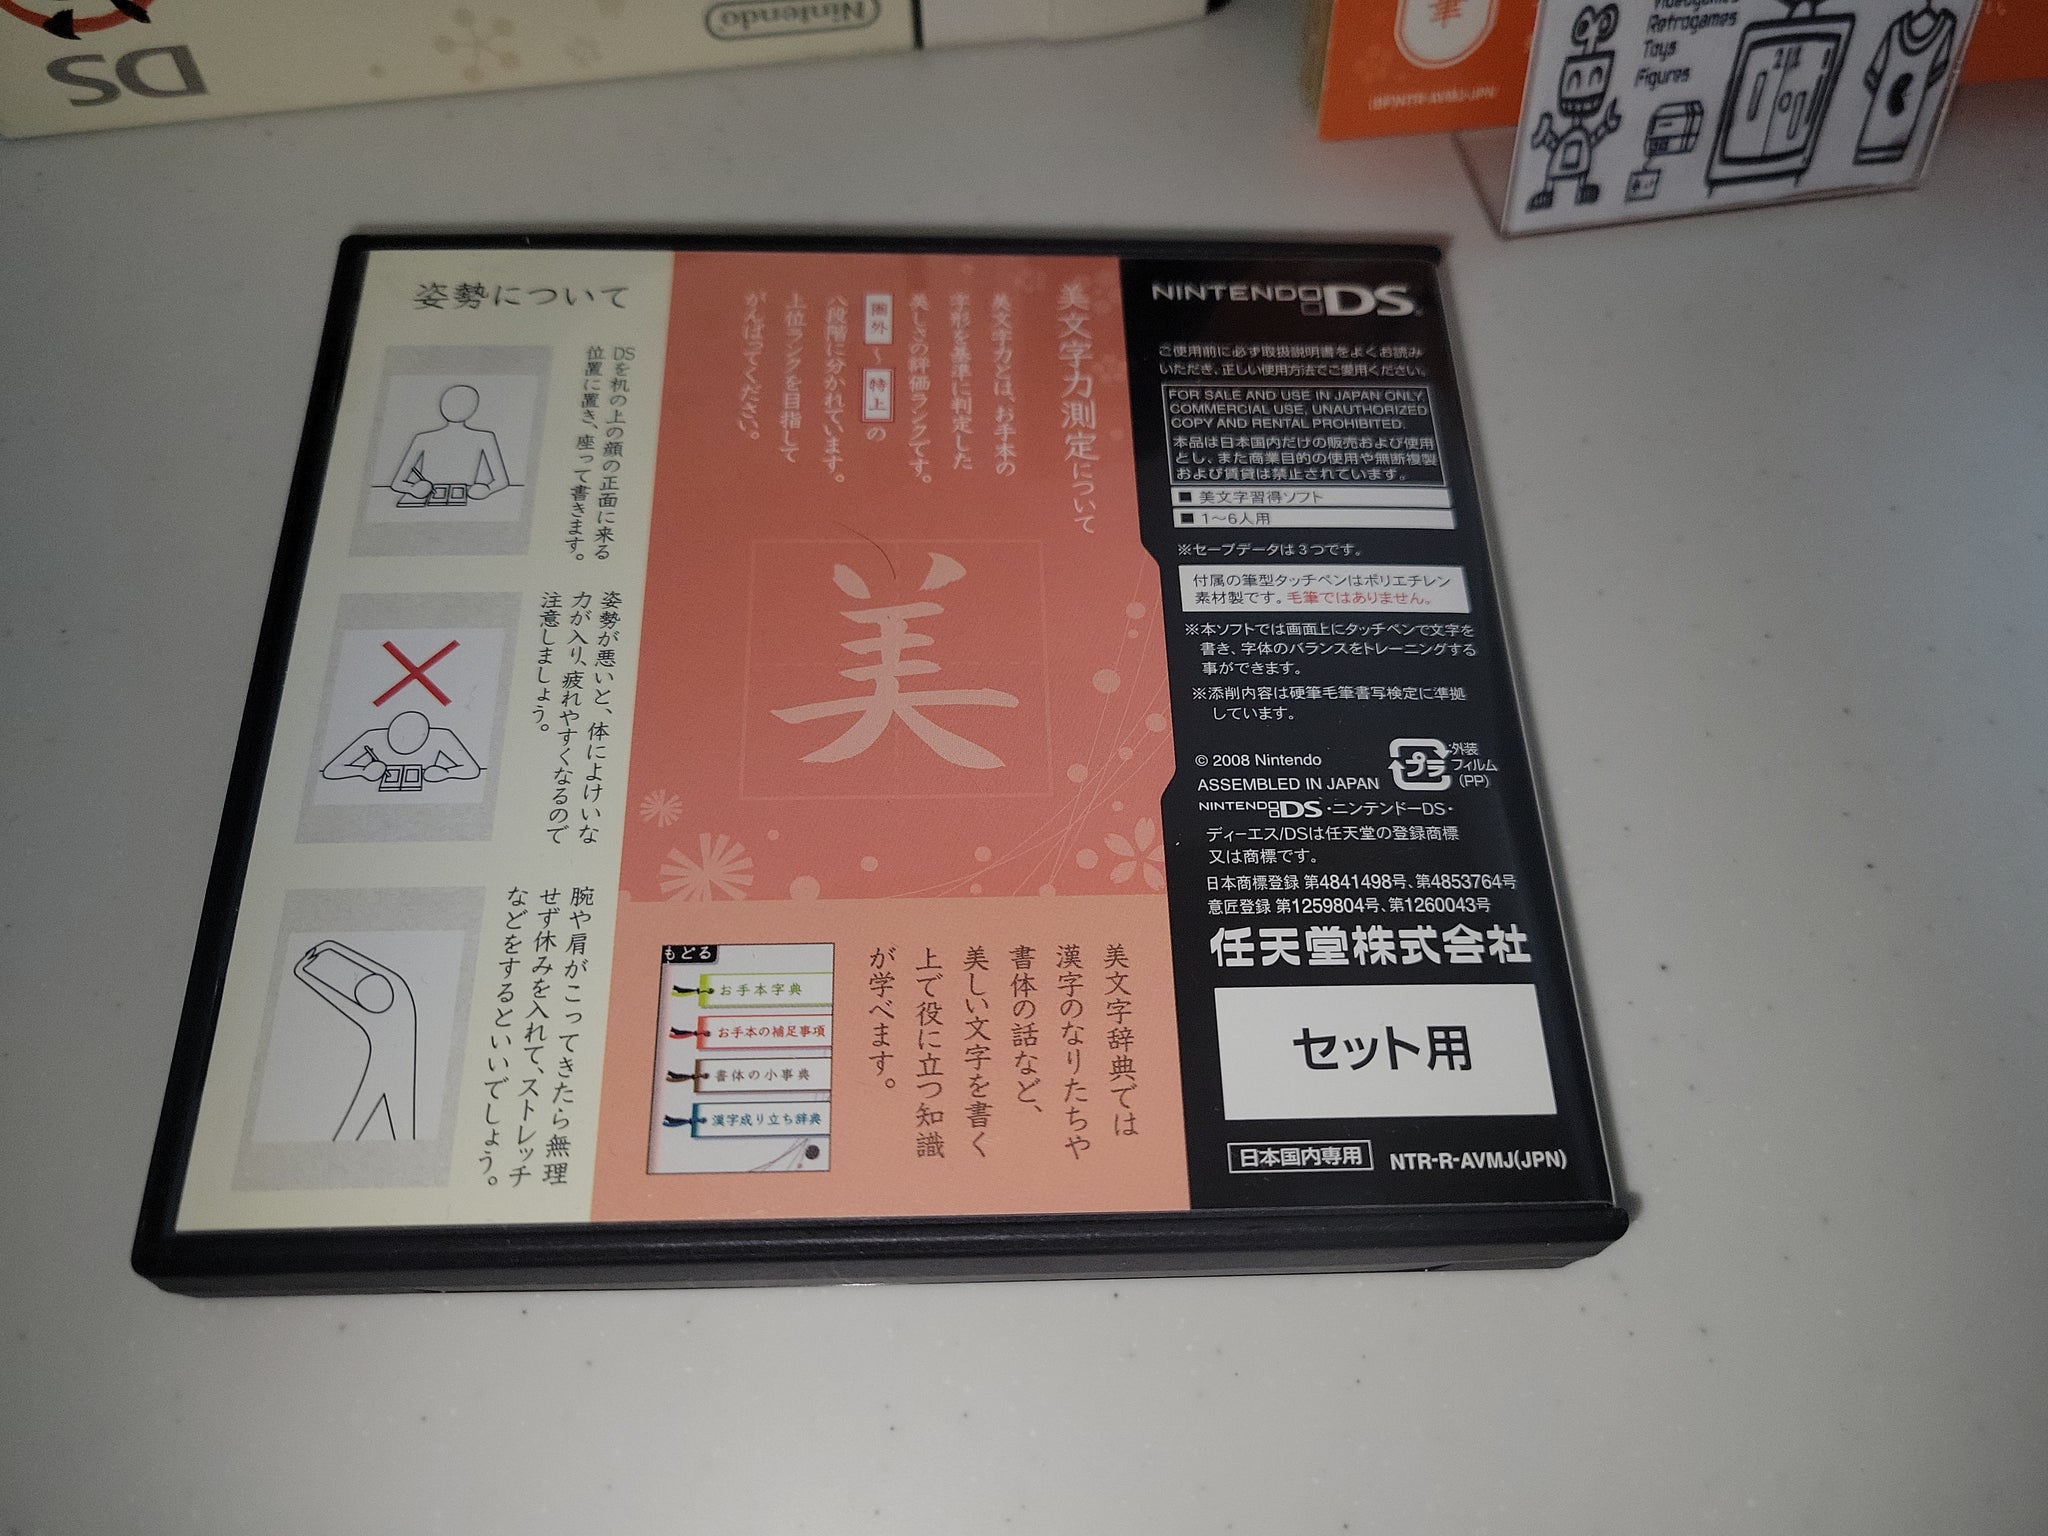 DS
Nintendo
筆
Retrogames
Toys
Figures
姿勢について
DSを机の上の顔の正面に来る
位置に置き、座って書きます。
姿勢が悪いと、体によけいな
力が入り、疲れやすくなるので
注意しましょう。
腕や肩がこってきたら無理
せず休みを入れて、ストレッチ
などをするといいでしょう。
美文字力測定について
美文字力とは、お手本の
字形を基準に判定した
美しさの評価ランクです。
圏外 〜 特上 の
八段階に分かれています。
上位ランクを目指して
がんばってください。
美
美文字辞典では
漢字のなりたちや
書体の話など、
美しい文字を書く
上で役に立つ知識
が学べます。
もどる
お手本字典
お手本の補足事項
書体の小事典
漢字成り立ち辞典
NINTENDO DS
ご使用前に必ず取扱説明書をよくお読み
いただき、正しい使用方法でご愛用ください。
FOR SALE AND USE IN JAPAN ONLY.
COMMERCIAL USE, UNAUTHORIZED
COPY AND RENTAL PROHIBITED.
本品は日本国内だけの販売および使用
とし、また商業目的の使用や無断複製
および賃貸は禁止されています。
■ 美文字習得ソフト
■ 1〜6人用
※セーブデータは3つです。
付属の筆型タッチペンはポリエチレン
素材製です。毛筆ではありません。
※本ソフトでは画面上にタッチペンで文字を
書き、字体のバランスをトレーニングする
事ができます。
※添削内容は硬筆毛筆書写検定に準拠
しています。
© 2008 Nintendo
ASSEMBLED IN JAPAN
プラ
外装
フィルム
(PP)
NINTENDO DS・ニンテンドーDS・
ディーエス/DSは任天堂の登録商標
又は商標です。
日本商標登録 第4841498号、第4853764号
意匠登録 第1259804号、第1260043号
任天堂株式会社
セット用
日本国内専用
NTR-R-AVMJ(JPN)